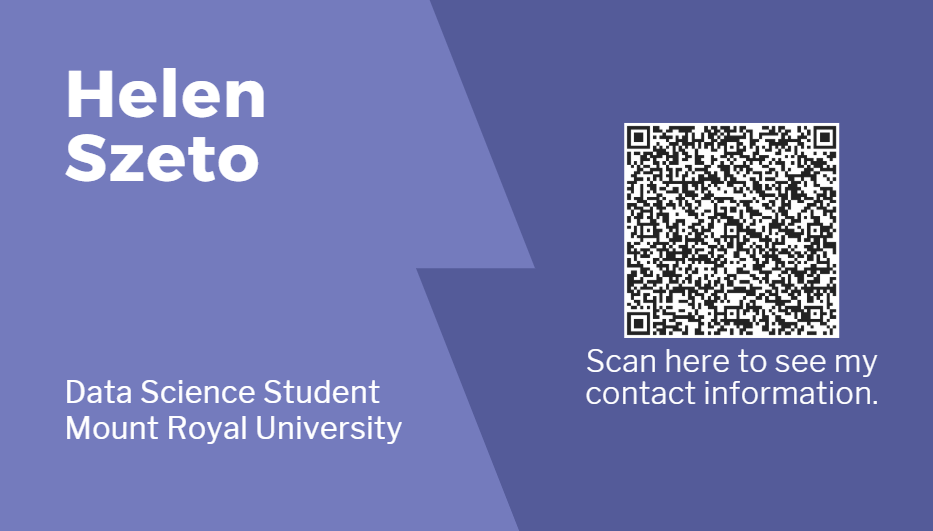 Helen
Szeto
Data Science Student
Mount Royal University
Scan here to see my
contact information.